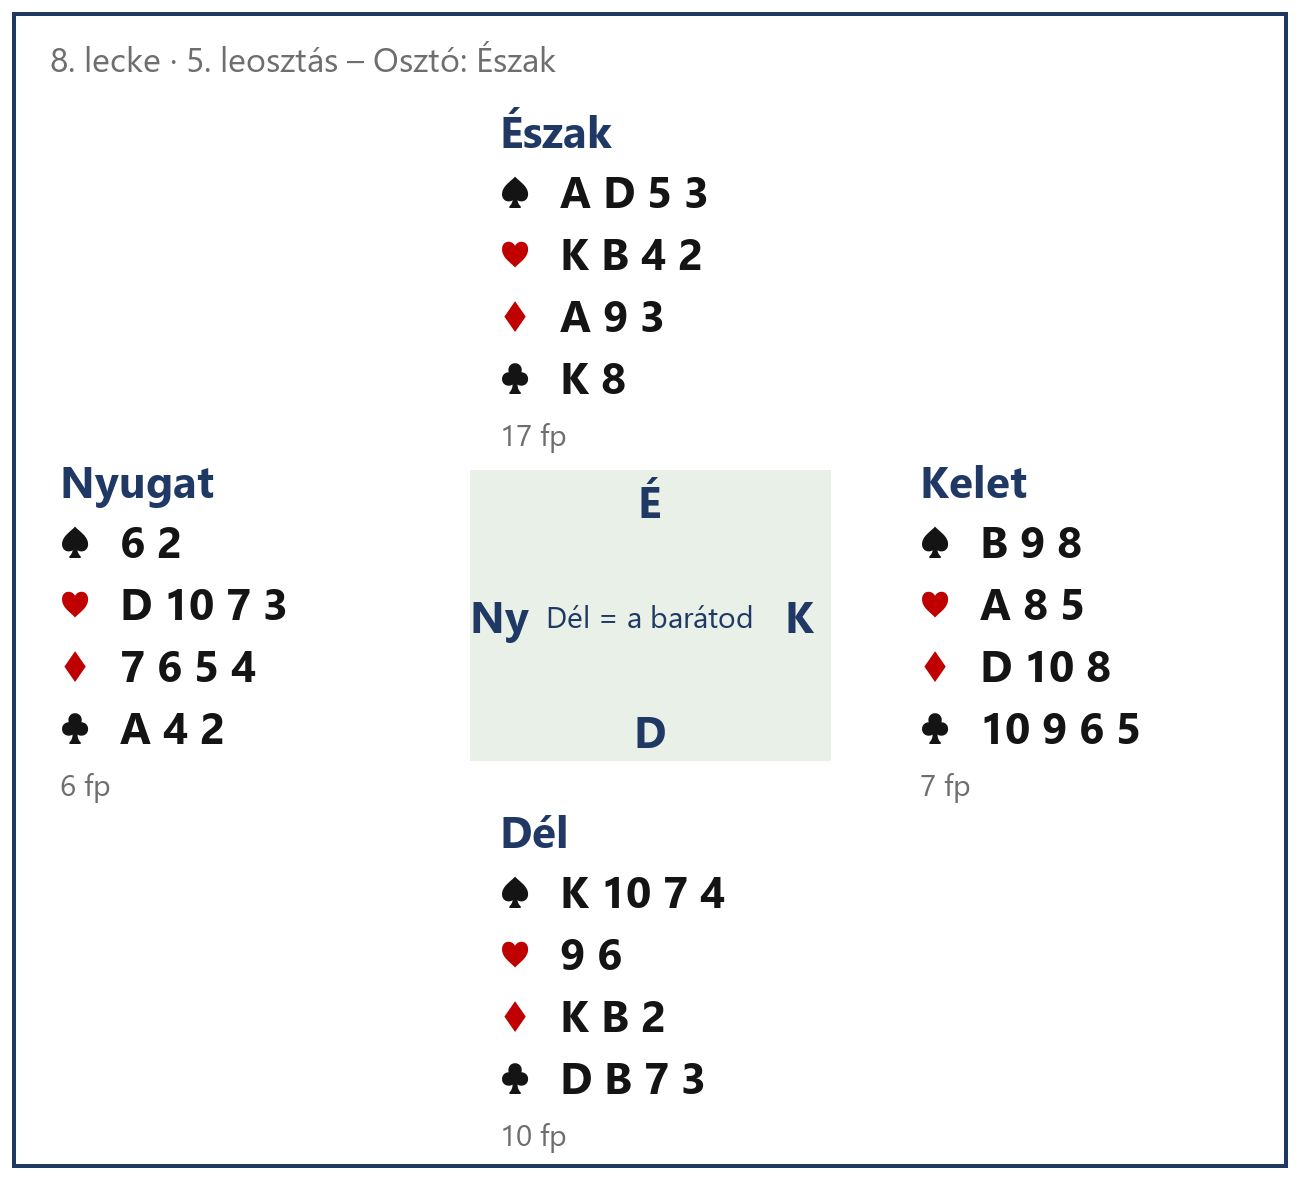 8. lecke · 5. leosztás – Osztó: Észak
Észak
♠ A D 5 3
♥ K B 4 2
♦ A 9 3
♣ K 8
17 fp
Nyugat
♠ 6 2
♥ D 10 7 3
♦ 7 6 5 4
♣ A 4 2
6 fp
É
Ny Dél = a barátod K
D
Kelet
♠ B 9 8
♥ A 8 5
♦ D 10 8
♣ 10 9 6 5
7 fp
Dél
♠ K 10 7 4
♥ 9 6
♦ K B 2
♣ D B 7 3
10 fp